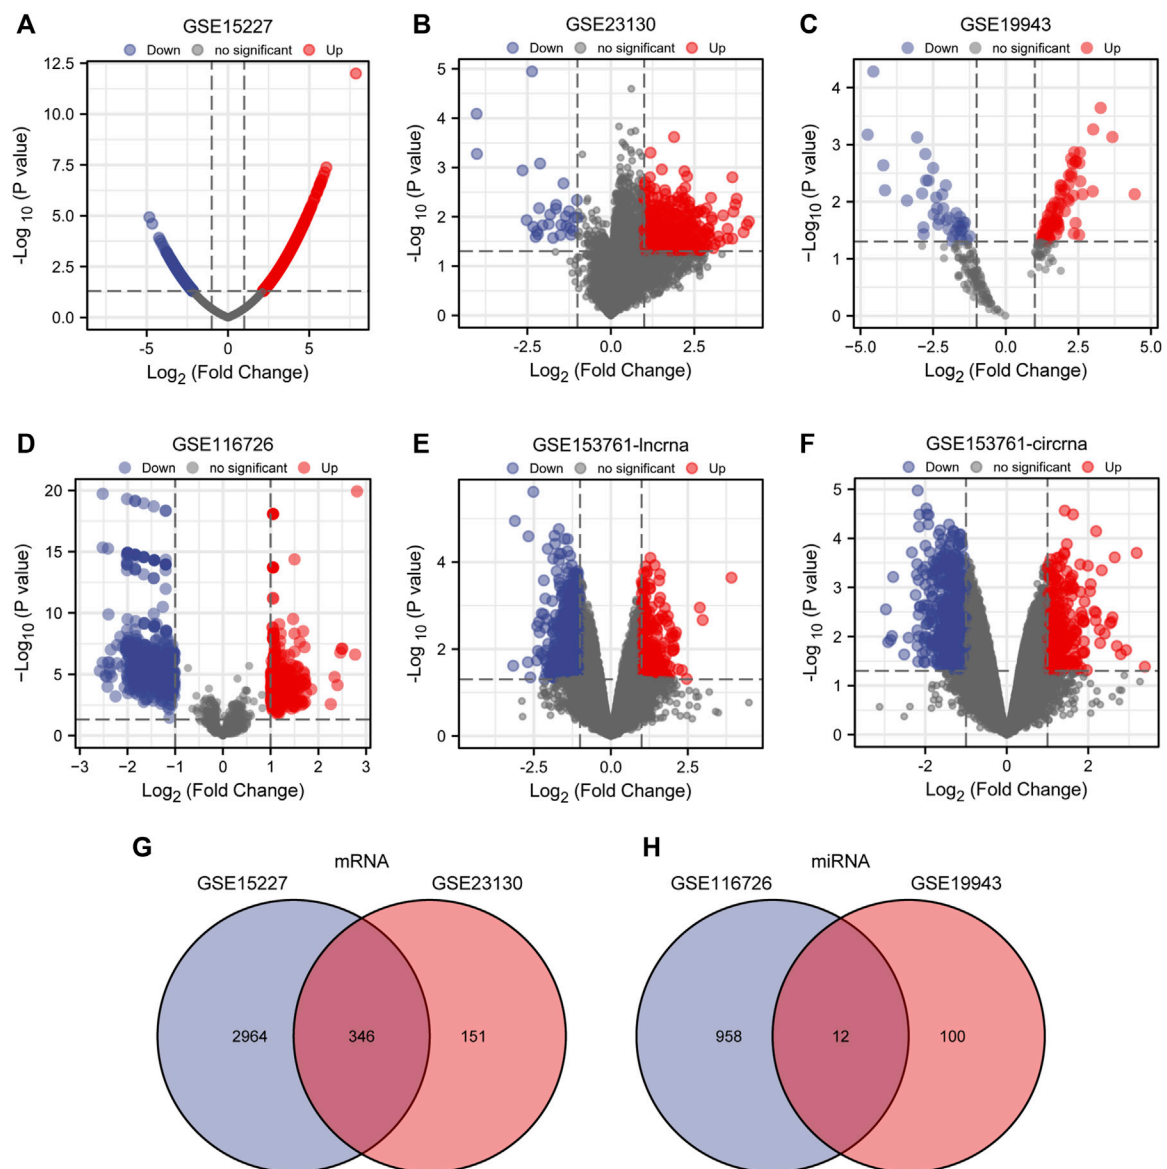 A
GSE15227
Down no significant Up
12.5
10.0
7.5
5.0
2.5
0.0
-Log 10 (P value)
-5 0 5
Log2 (Fold Change)
B
GSE23130
Down no significant Up
5
4
3
2
1
0
-Log 10 (P value)
-2.5 0.0 2.5
Log2 (Fold Change)
C
GSE19943
Down no significant Up
4
3
2
1
0
−Log10 (P value)
−5.0 −2.5 0.0 2.5 5.0
Log2 (Fold Change)
D
GSE116726
Down no significant Up
20
15
10
5
0
−Log10 (P value)
−3 −2 −1 0 1 2 3
Log2 (Fold Change)
E
GSE153761-lncrna
Down no significant Up
4
2
0
-Log 10 (P value)
-2.5 0.0 2.5
Log2 (Fold Change)
F
GSE153761-circrna
Down no significant Up
5
4
3
2
1
0
-Log 10 (P value)
-2 0 2
Log2 (Fold Change)
G
mRNA
GSE15227 GSE23130
2964 346 151
H
miRNA
GSE116726 GSE19943
958 12 100